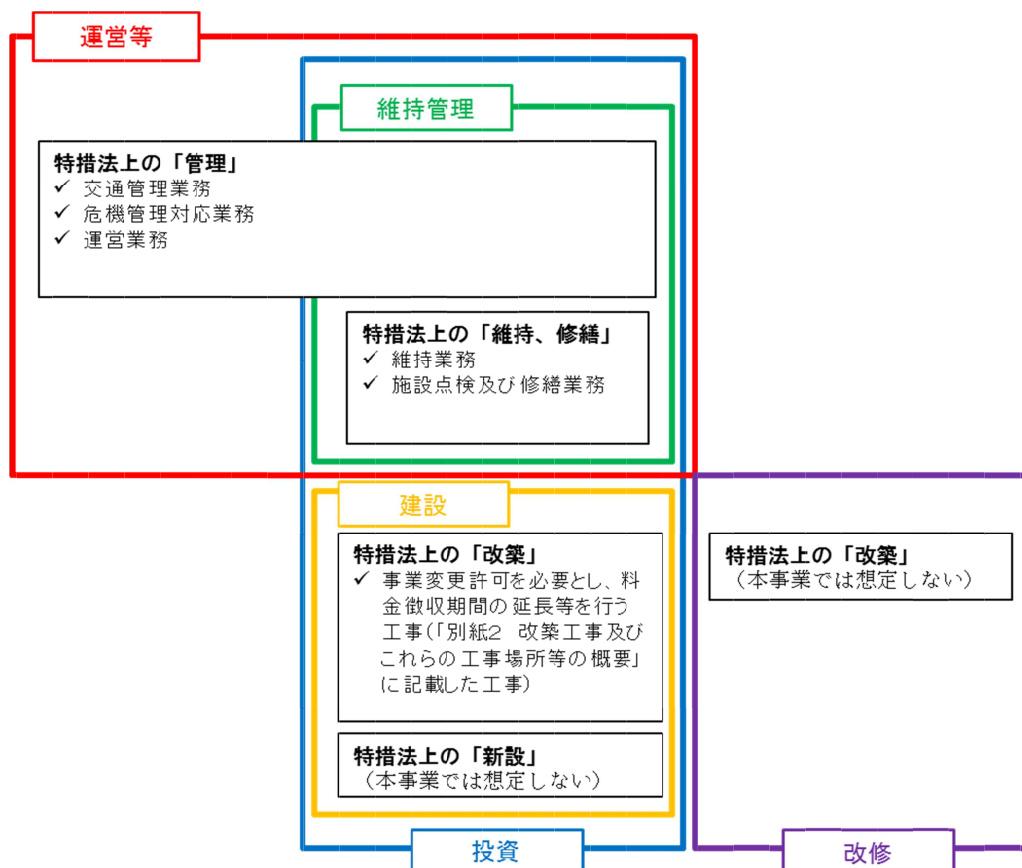 運営等
維持管理
特措法上の「管理」
✓ 交通管理業務
✓ 危機管理対応業務
✓ 運営業務
特措法上の「維持、修繕」
✓ 維持業務
✓ 施設点検及び修繕業務
建設
特措法上の「改築」
✓ 事業変更許可を必要とし、料
金徴収期間の延長等を行う
工事(「別紙2 改築工事及び
これらの工事場所等の概要」
に記載した工事)
特措法上の「改築」
（本事業では想定しない）
特措法上の「新設」
（本事業では想定しない）
投資
改修